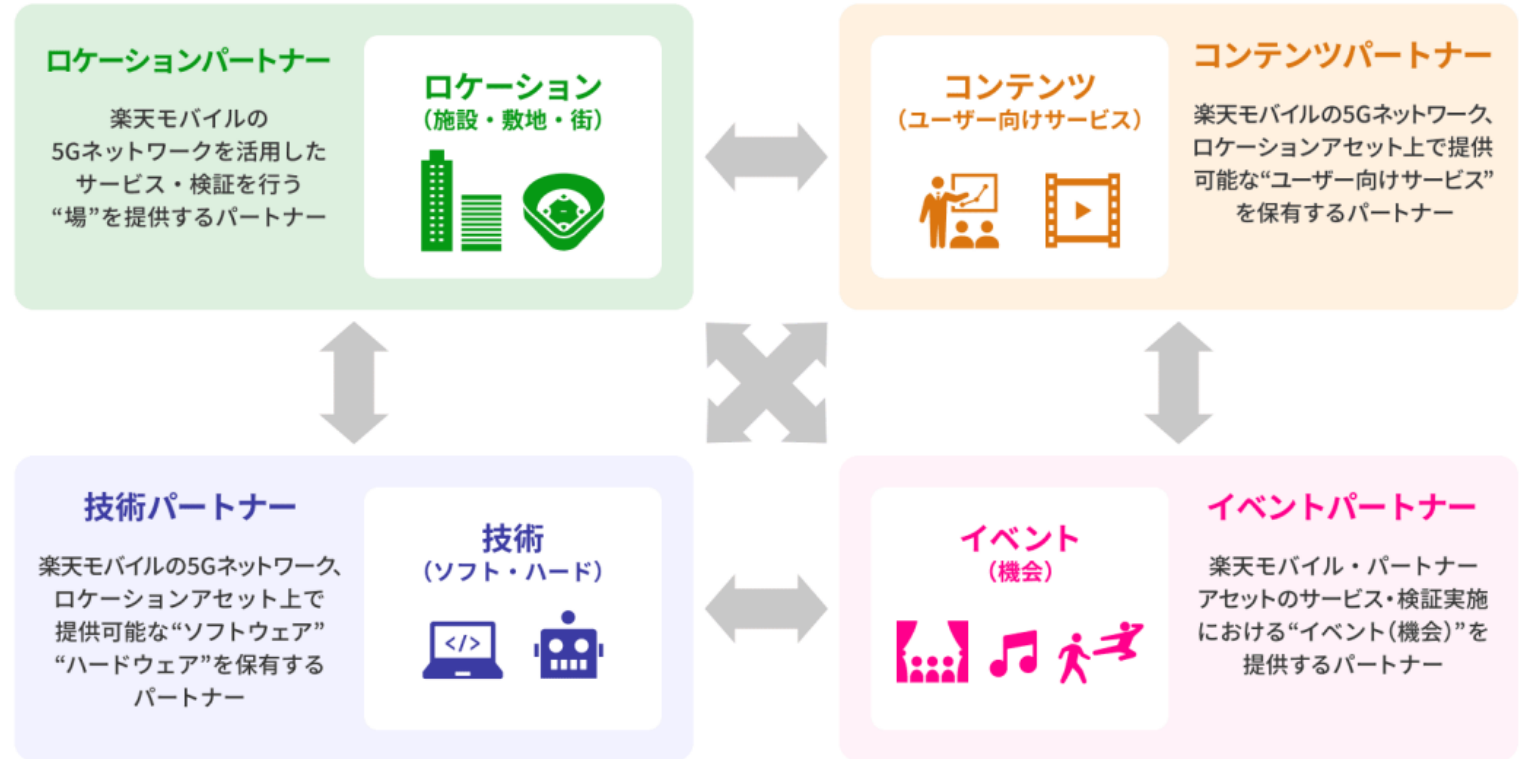 ロケーションパートナー
楽天モバイルの
5Gネットワークを活用した
サービス・検証を行う
“場”を提供するパートナー
ロケーション
（施設・敷地・街）
コンテンツ
（ユーザー向けサービス）
コンテンツパートナー
楽天モバイルの5Gネットワーク、
ロケーションアセット上で提供
可能な“ユーザー向けサービス”
を保有するパートナー
技術パートナー
楽天モバイルの5Gネットワーク、
ロケーションアセット上で
提供可能な“ソフトウェア”
“ハードウェア”を保有する
パートナー
技術
（ソフト・ハード）
</>
イベント
（機会）
イベントパートナー
楽天モバイル・パートナー
アセットのサービス・検証実施
における“イベント（機会）”を
提供するパートナー